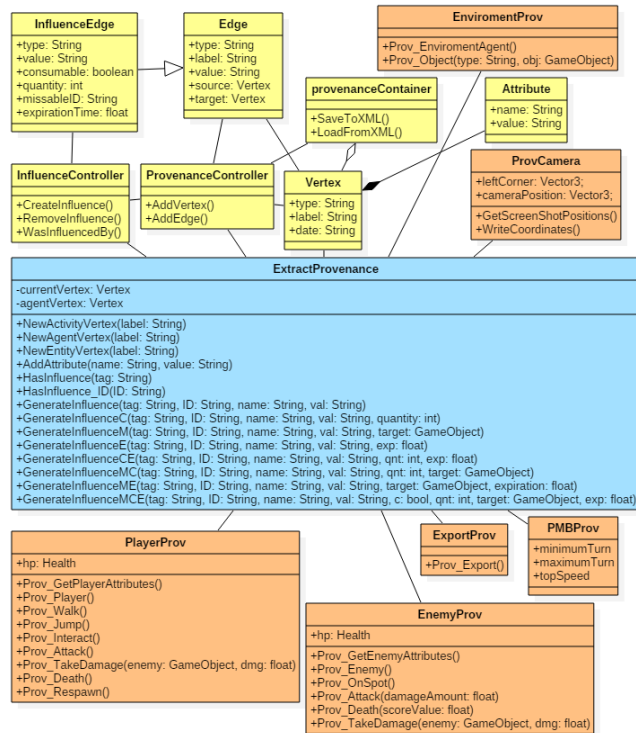 InfluenceEdge
+type: String
+value: String
+consumable: boolean
+quantity: int
+missableID: String
+expirationTime: float
Edge
+type: String
+label: String
+value: String
+source: Vertex
+target: Vertex
EnviromentProv
+Prov_EnviromentAgent()
+Prov_Object(type: String, obj: GameObject)
provenanceContainer
+SaveToXML()
+LoadFromXML()
Attribute
+name: String
+value: String
InfluenceController
+CreateInfluence()
+RemoveInfluence()
+WasInfluencedBy()
ProvenanceController
+AddVertex()
+AddEdge()
Vertex
+type: String
+label: String
+date: String
ProvCamera
+leftCorner: Vector3;
+cameraPosition: Vector3;
+GetScreenShotPositions()
+WriteCoordinates()
ExtractProvenance
-currentVertex: Vertex
-agentVertex: Vertex
+NewActivityVertex(label: String)
+NewAgentVertex(label: String)
+NewEntityVertex(label: String)
+AddAttribute(name: String, value: String)
+HasInfluence(tag: String)
+HasInfluence_ID(ID: String)
+GenerateInfluence(tag: String, ID: String, name: String, val: String)
+GenerateInfluenceC(tag: String, ID: String, name: String, val: String, quantity: int)
+GenerateInfluenceM(tag: String, ID: String, name: String, val: String, target: GameObject)
+GenerateInfluenceE(tag: String, ID: String, name: String, val: String, exp: float)
+GenerateInfluenceCE(tag: String, ID: String, name: String, val: String, qnt: int, exp: float)
+GenerateInfluenceMC(tag: String, ID: String, name: String, val: String, qnt: int, target: GameObject)
+GenerateInfluenceME(tag: String, ID: String, name: String, val: String, target: GameObject, expiration: float)
+GenerateInfluenceMCE(tag: String, ID: String, name: String, val: String, c: bool, qnt: int, target: GameObject, exp: float)
PlayerProv
+hp: Health
+Prov_GetPlayerAttributes()
+Prov_Player()
+Prov_Walk()
+Prov_Jump()
+Prov_Interact()
+Prov_Attack()
+Prov_TakeDamage(enemy: GameObject, dmg: float)
+Prov_Death()
+Prov_Respawn()
ExportProv
+Prov_Export()
PMBProv
+minimumTurn
+maximumTurn
+topSpeed
EnemyProv
+hp: Health
+Prov_GetEnemyAttributes()
+Prov_Enemy()
+Prov_OnSpot()
+Prov_Attack(damageAmount: float)
+Prov_Death(scoreValue: float)
+Prov_TakeDamage(enemy: GameObject, dmg: float)